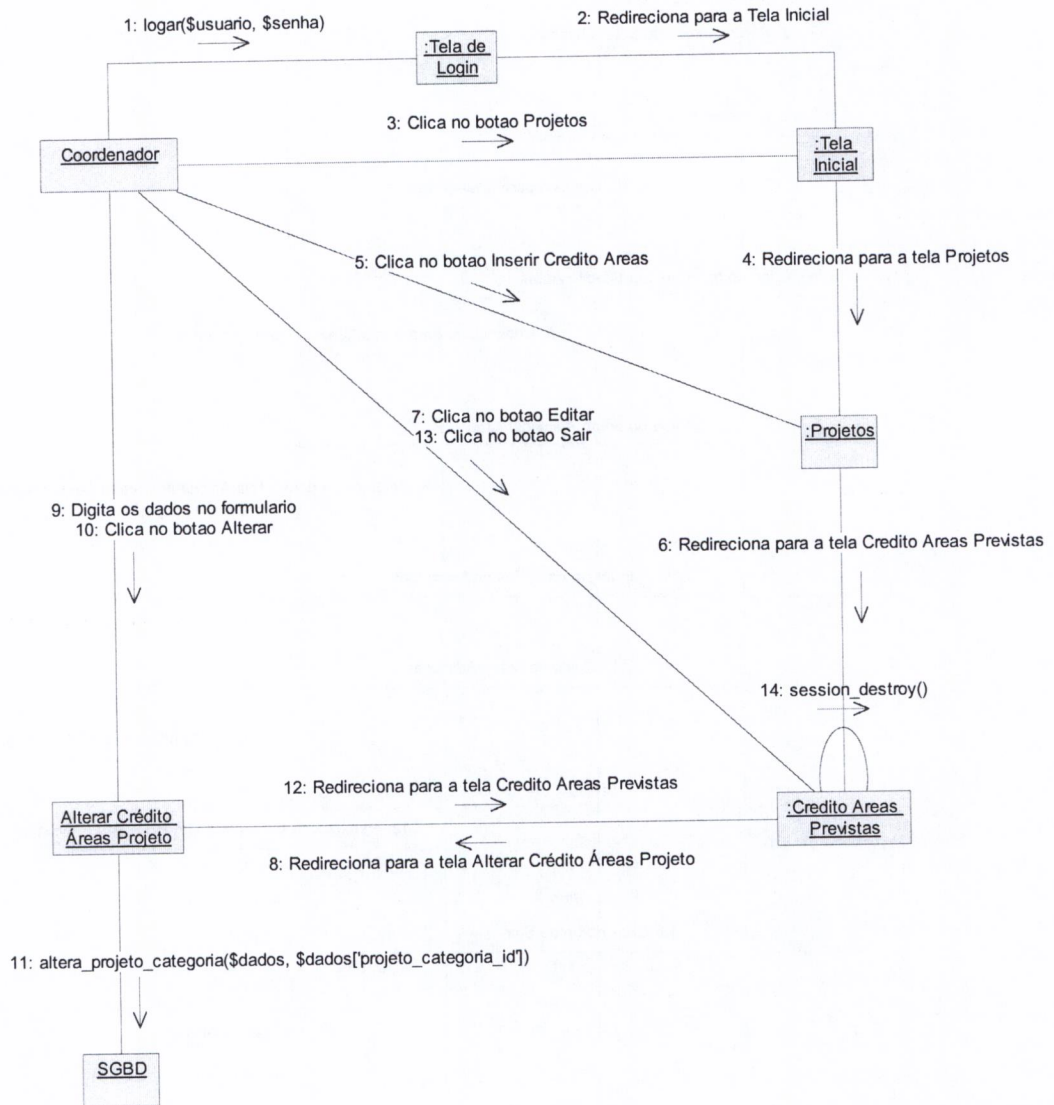 1: logar($usuario, $senha)
2: Redireciona para a Tela Inicial
:Tela de
Login
3: Clica no botao Projetos
Coordenador
:Tela
Inicial
5: Clica no botao Inserir Credito Areas
4: Redireciona para a tela Projetos
7: Clica no botao Editar
13: Clica no botao Sair
:Projetos
9: Digita os dados no formulario
10: Clica no botao Alterar
6: Redireciona para a tela Credito Areas Previstas
14: session_destroy()
12: Redireciona para a tela Credito Areas Previstas
Alterar Crédito
Áreas Projeto
:Credito Areas
Previstas
8: Redireciona para a tela Alterar Crédito Áreas Projeto
11: altera_projeto_categoria($dados, $dados['projeto_categoria_id'])
SGBD